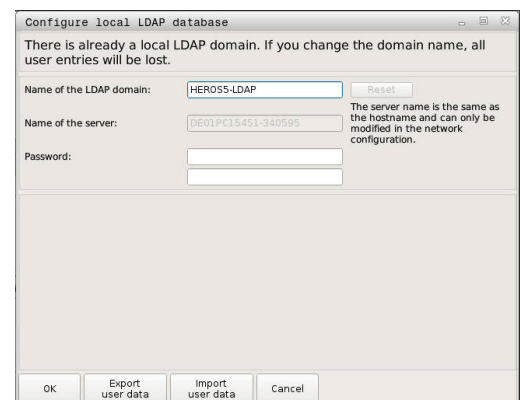 Configure local LDAP database
There is already a local LDAP domain. If you change the domain name, all
user entries will be lost.
Name of the LDAP domain:
HEROS5-LDAP
Reset
Name of the server:
DE01PC15451-340595
The server name is the same as
the hostname and can only be
modified in the network
configuration.
Password:
OK
Export
user data
Import
user data
Cancel